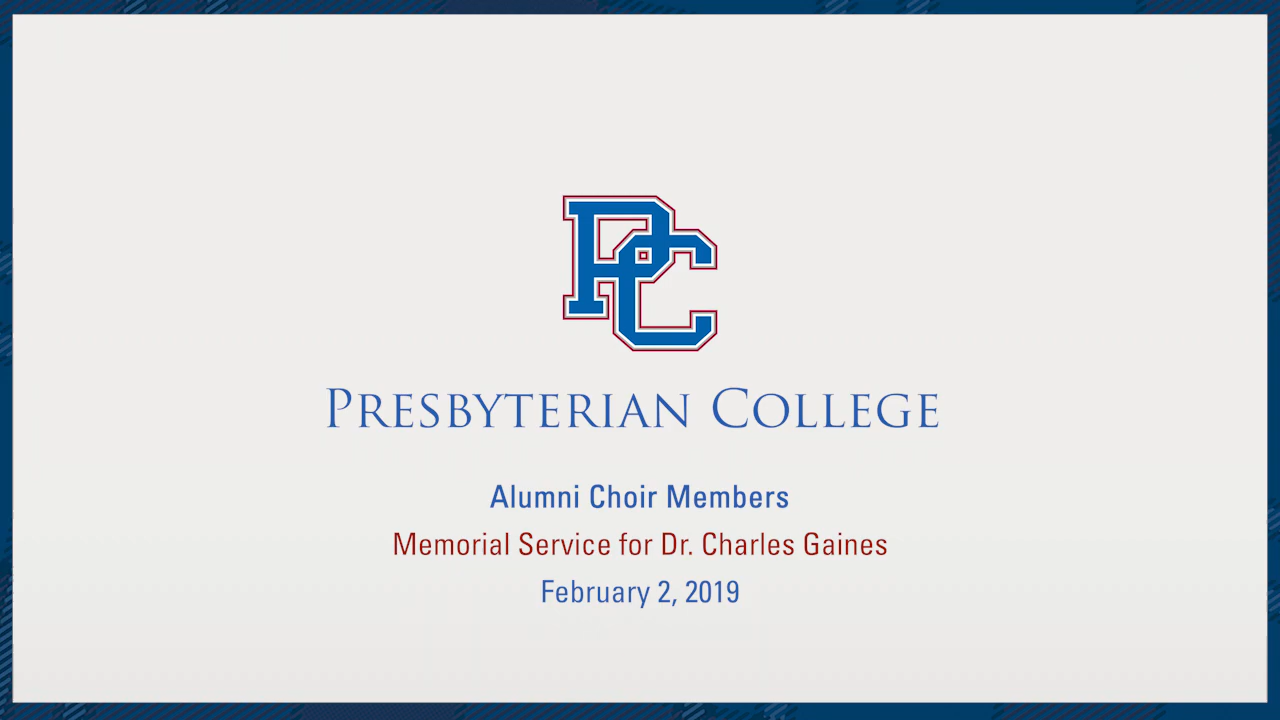 PC
PRESBYTERIAN COLLEGE
Alumni Choir Members
Memorial Service for Dr. Charles Gaines
February 2, 2019